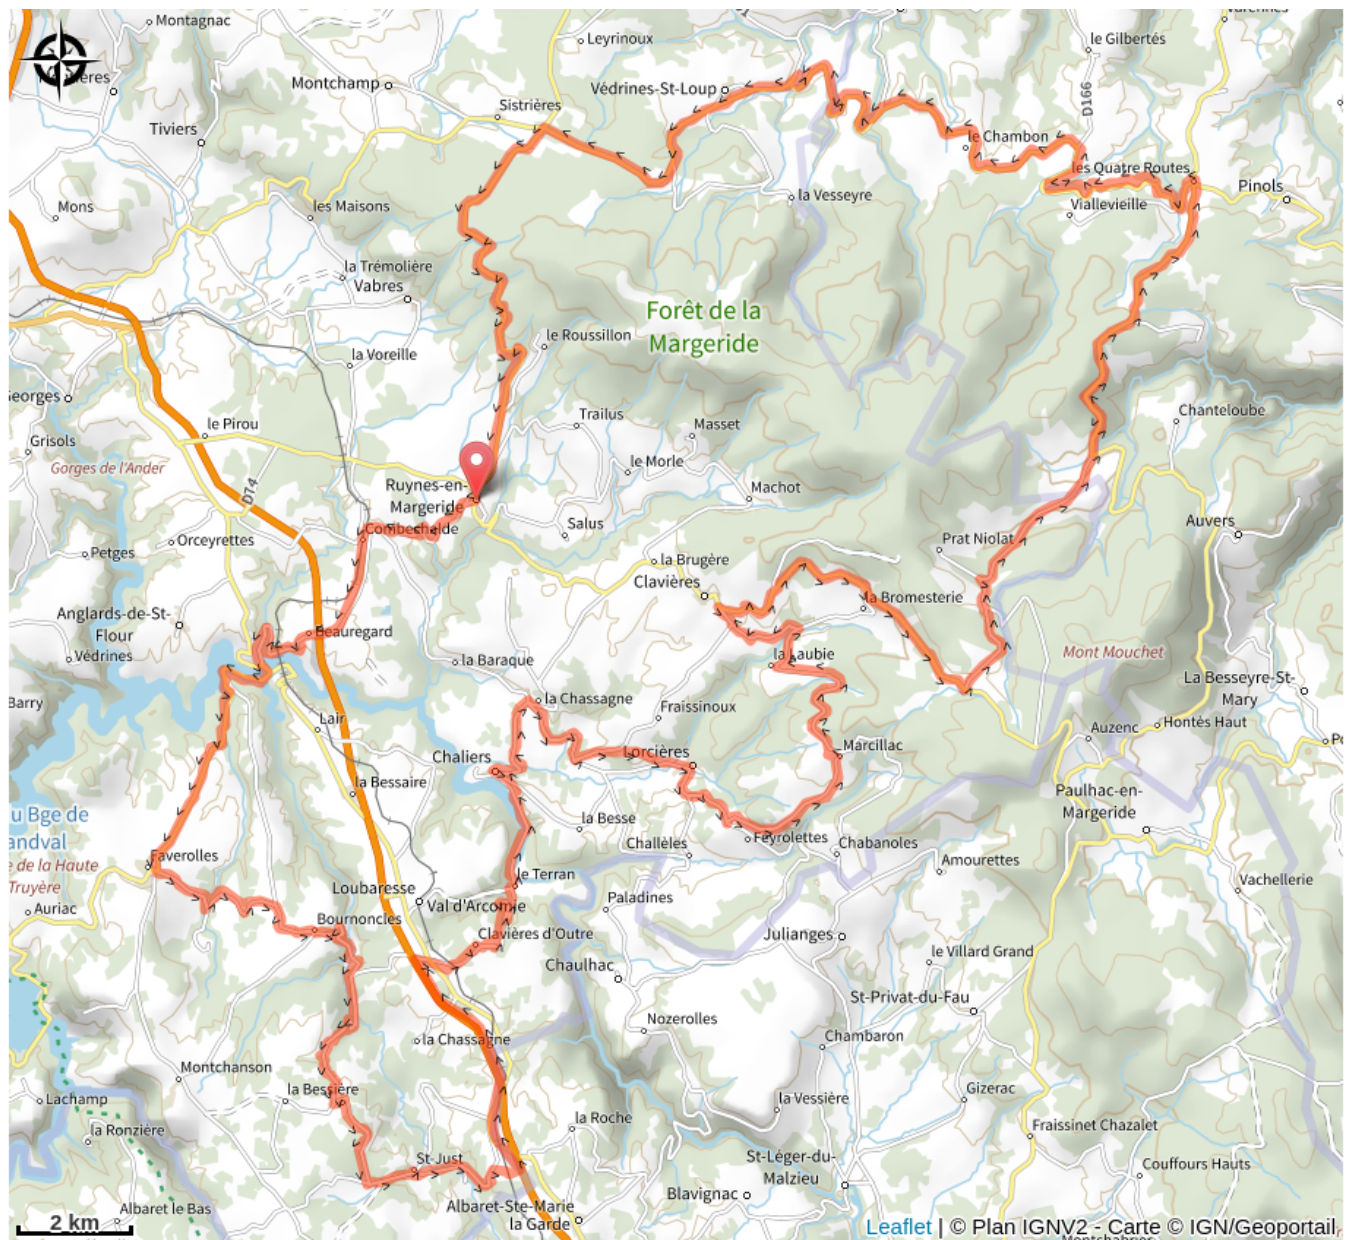 Montagnac
Leyrinoux
le Gilbertés
Montchamp
Védrines-St-Loup
D166
Sistrières
Tiviers
le Chambon
les Quatre Routes
Pinols
la Vesseyre
Viallevieille
Mons
les Maisons
la Trémolière
Vabres
Forêt de la
Margeride
le Roussillon
la Voreille
Chanteloube
Trailus
le Pirou
Masset
Grisols
Gorges de l'Ander
le Morle
Ruynes-en-
Margeride
Machot
D74
Auvers
Salus
Combechalde
Orceyrettes
Prat Niolat
Petges
la Brugère
Clavières
la Bromesterie
Anglards-de-St-
Flour
Beauregard
Védrines
la Baraque
la Laubie
Mont Mouchet
La Besseyre-St-
Mary
Barry
la Chassagne
Fraissinoux
Lair
Auzenc
Hontès Haut
Chaliers
Lorcières
Marcillac
la Bessaire
Paulhac-en-
Margeride
u Bge de
andval
la Besse
Challèles
Feyrolettes
Chabanoles
Faverolles
e de la Haute
Truyère
Amourettes
le Terran
Vachellerie
Loubaresse
Val d'Arcomie
Paladines
Auriac
Bournoncles
Clavières d'Outre
Julianges
le Villard Grand
Chaulhac
St-Privat-du-Fau
Nozerolles
la Chassagne
Chambaron
Montchanson
la Bessière
Gizerac
Lachamp
la Vessière
la Roche
la Ronzière
Fraissinet Chazalet
St-Just
St-Léger-du-
Malzieu
Couffours Hauts
Blavignac
Albaret-Ste-Marie
Albaret le Bas
la Garde
2 km
Leaflet | © Plan IGNV2 - Carte © IGN/Geoportail